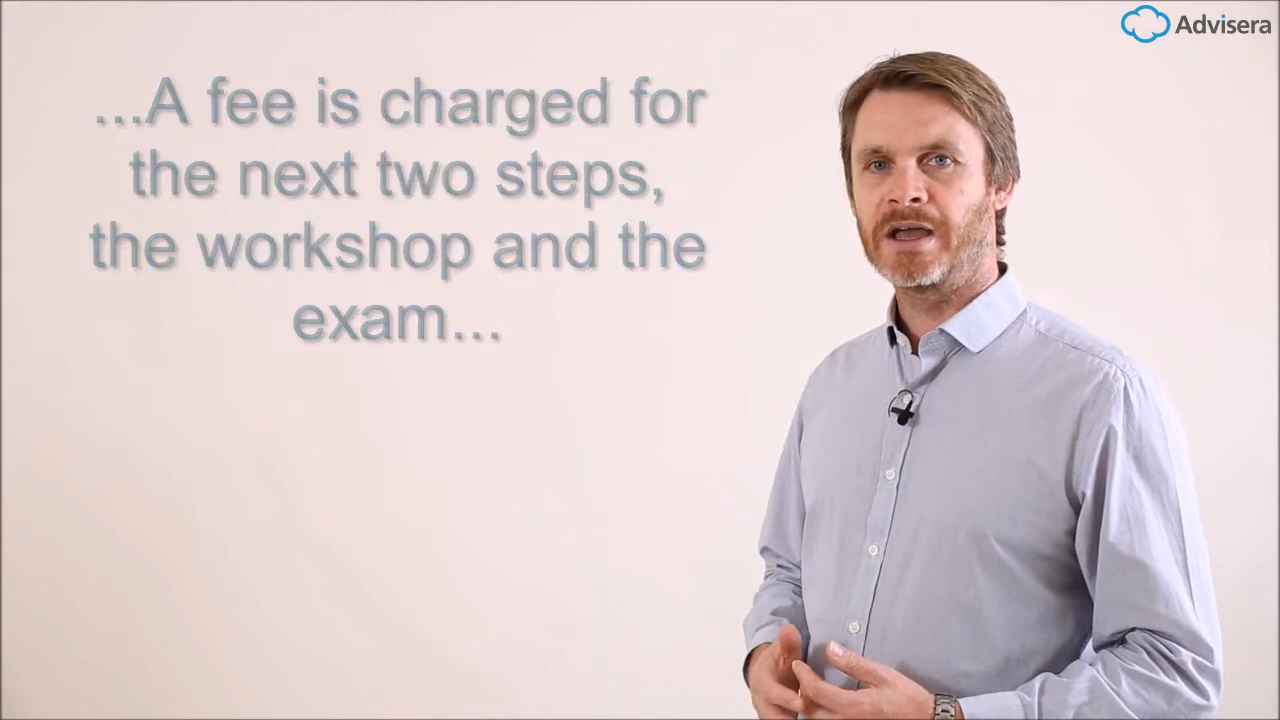 Advisera
...A fee is charged for
the next two steps,
the workshop and the
exam...